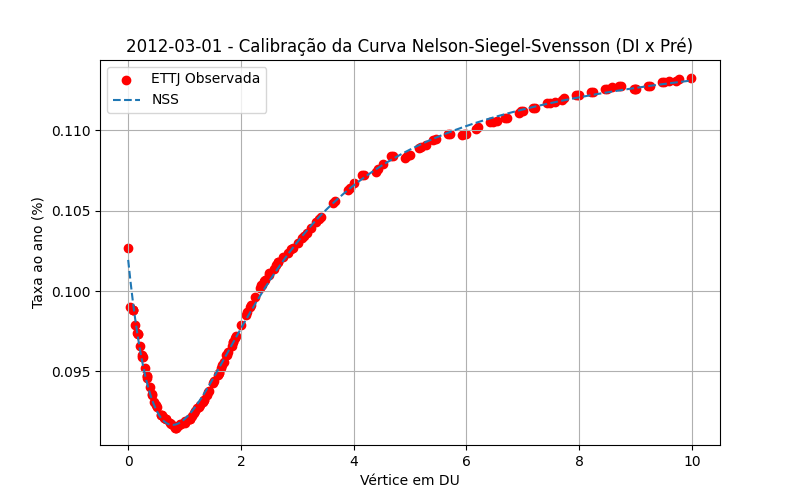 2012-03-01 - Calibração da Curva Nelson-Siegel-Svensson (DI x Pré)
ETTJ Observada
NSS
Taxa ao ano (%)
0.110
0.105
0.100
0.095
0 2 4 6 8 10
Vértice em DU